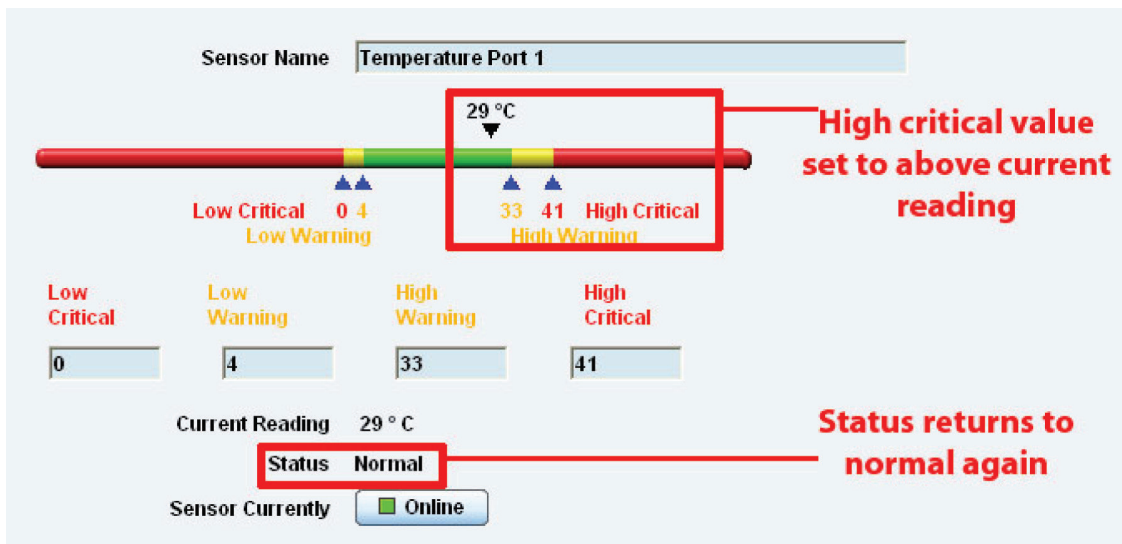 Sensor Name Temperature Port 1
29 °C
High critical value
set to above current
reading
Low Critical 0 4 33 41 High Critical
Low Warning High Warning
Low
Critical
Low
Warning
High
Warning
High
Critical
0 4 33 41
Current Reading 29 ° C
Status Normal
Status returns to
normal again
Sensor Currently Online